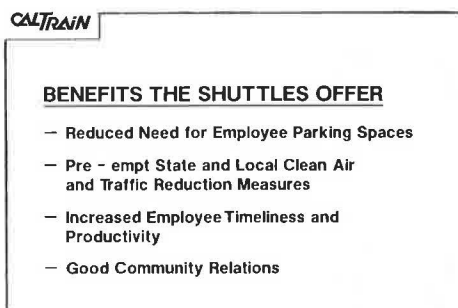 CALTRAIN
BENEFITS THE SHUTTLES OFFER
— Reduced Need for Employee Parking Spaces
— Pre - empt State and Local Clean Air
and Traffic Reduction Measures
— Increased Employee Timeliness and
Productivity
— Good Community Relations